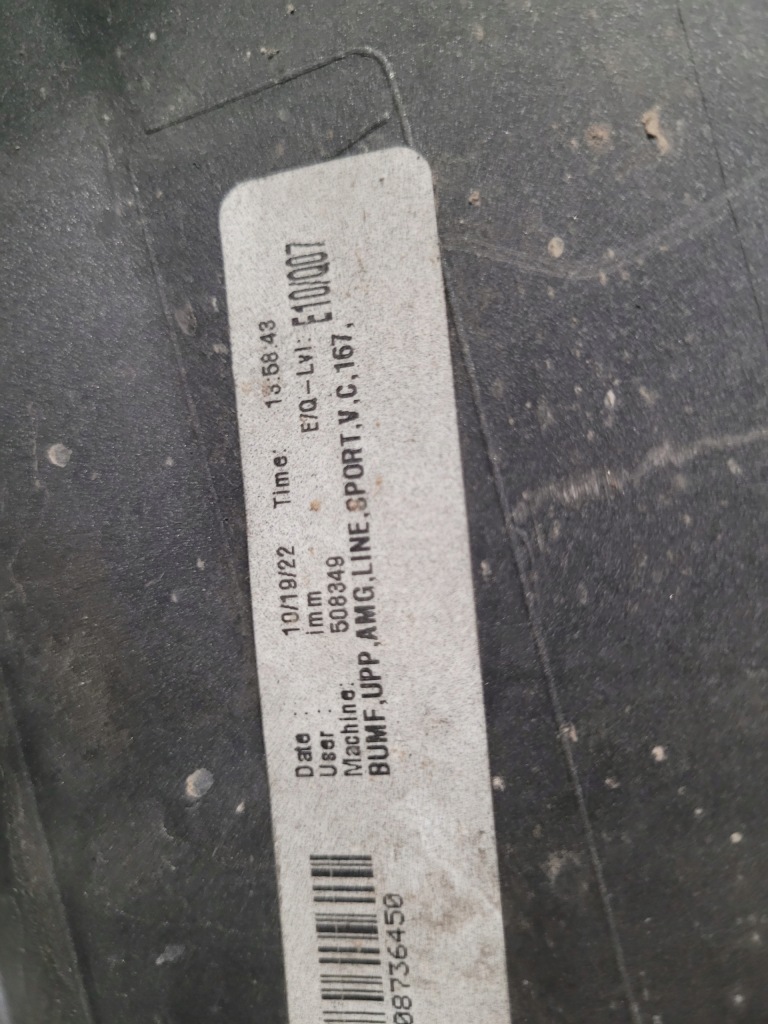 Date : 10/19/22 Time: 13:58:43
User : imm E/Q-Lvl: E10/Q07
Machine: 508349
BUMF,UPP,AMG,LINE,SPORT,V,C,167,
08736450